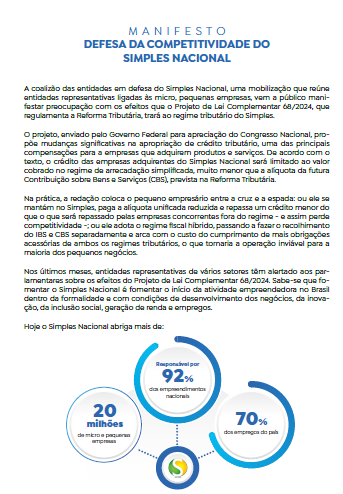 MANIFESTO
DEFESA DA COMPETITIVIDADE DO
SIMPLES NACIONAL
A coalizão das entidades em defesa do Simples Nacional, uma mobilização que reúne
entidades representativas ligadas às micro, pequenas empresas, vem a público mani-
festar preocupação com os efeitos que o Projeto de Lei Complementar 68/2024, que
regulamenta a Reforma Tributária, trará ao regime tributário do Simples.
O projeto, enviado pelo Governo Federal para apreciação do Congresso Nacional, pro-
põe mudanças significativas na apropriação de crédito tributário, uma das principais
compensações para a empresas que adquirem produtos e serviços. De acordo com o
texto, o crédito das empresas adquirentes do Simples Nacional será limitado ao valor
cobrado no regime de arrecadação simplificada, muito menor que a alíquota da futura
Contribuição sobre Bens e Serviços (CBS), prevista na Reforma Tributária.
Na prática, a redação coloca o pequeno empresário entre a cruz e a espada: ou ele se
mantém no Simples, paga a alíquota unificada reduzida e repassa um crédito menor do
que o que será repassado pelas empresas concorrentes fora do regime - e assim perde
competitividade -; ou ele adota o regime fiscal híbrido, passando a fazer o recolhimento
do IBS e CBS separadamente e arca com o custo do cumprimento de mais obrigações
acessórias de ambos os regimes tributários, o que tornaria a operação inviável para a
maioria dos pequenos negócios.
Nos últimos meses, entidades representativas de vários setores têm alertado aos par-
lamentares sobre os efeitos do Projeto de Lei Complementar 68/2024. Sabe-se que fo-
mentar o Simples Nacional é fomentar o início da atividade empreendedora no Brasil
dentro da formalidade e com condições de desenvolvimento dos negócios, da inova-
ção, da inclusão social, geração de renda e empregos.
Hoje o Simples Nacional abriga mais de:
Responsável por
92%
dos empreendimentos
nacionais
20
milhões
de micro e pequenas
empresas
70%
dos empregos do país